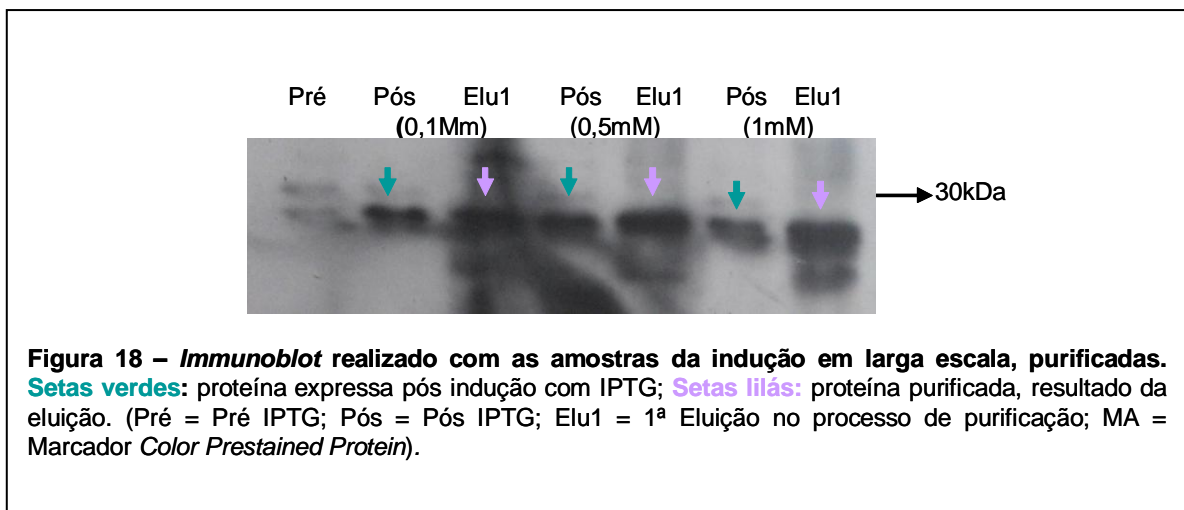 Pré Pós Elu1 Pós Elu1 Pós Elu1
(0,1Mm) (0,5mM) (1mM)
30kDa
Figura 18 – Immunoblot realizado com as amostras da indução em larga escala, purificadas.
Setas verdes: proteína expressa pós indução com IPTG; Setas lilás: proteína purificada, resultado da
eluição. (Pré = Pré IPTG; Pós = Pós IPTG; Elu1 = 1ª Eluição no processo de purificação; MA =
Marcador Color Prestained Protein).